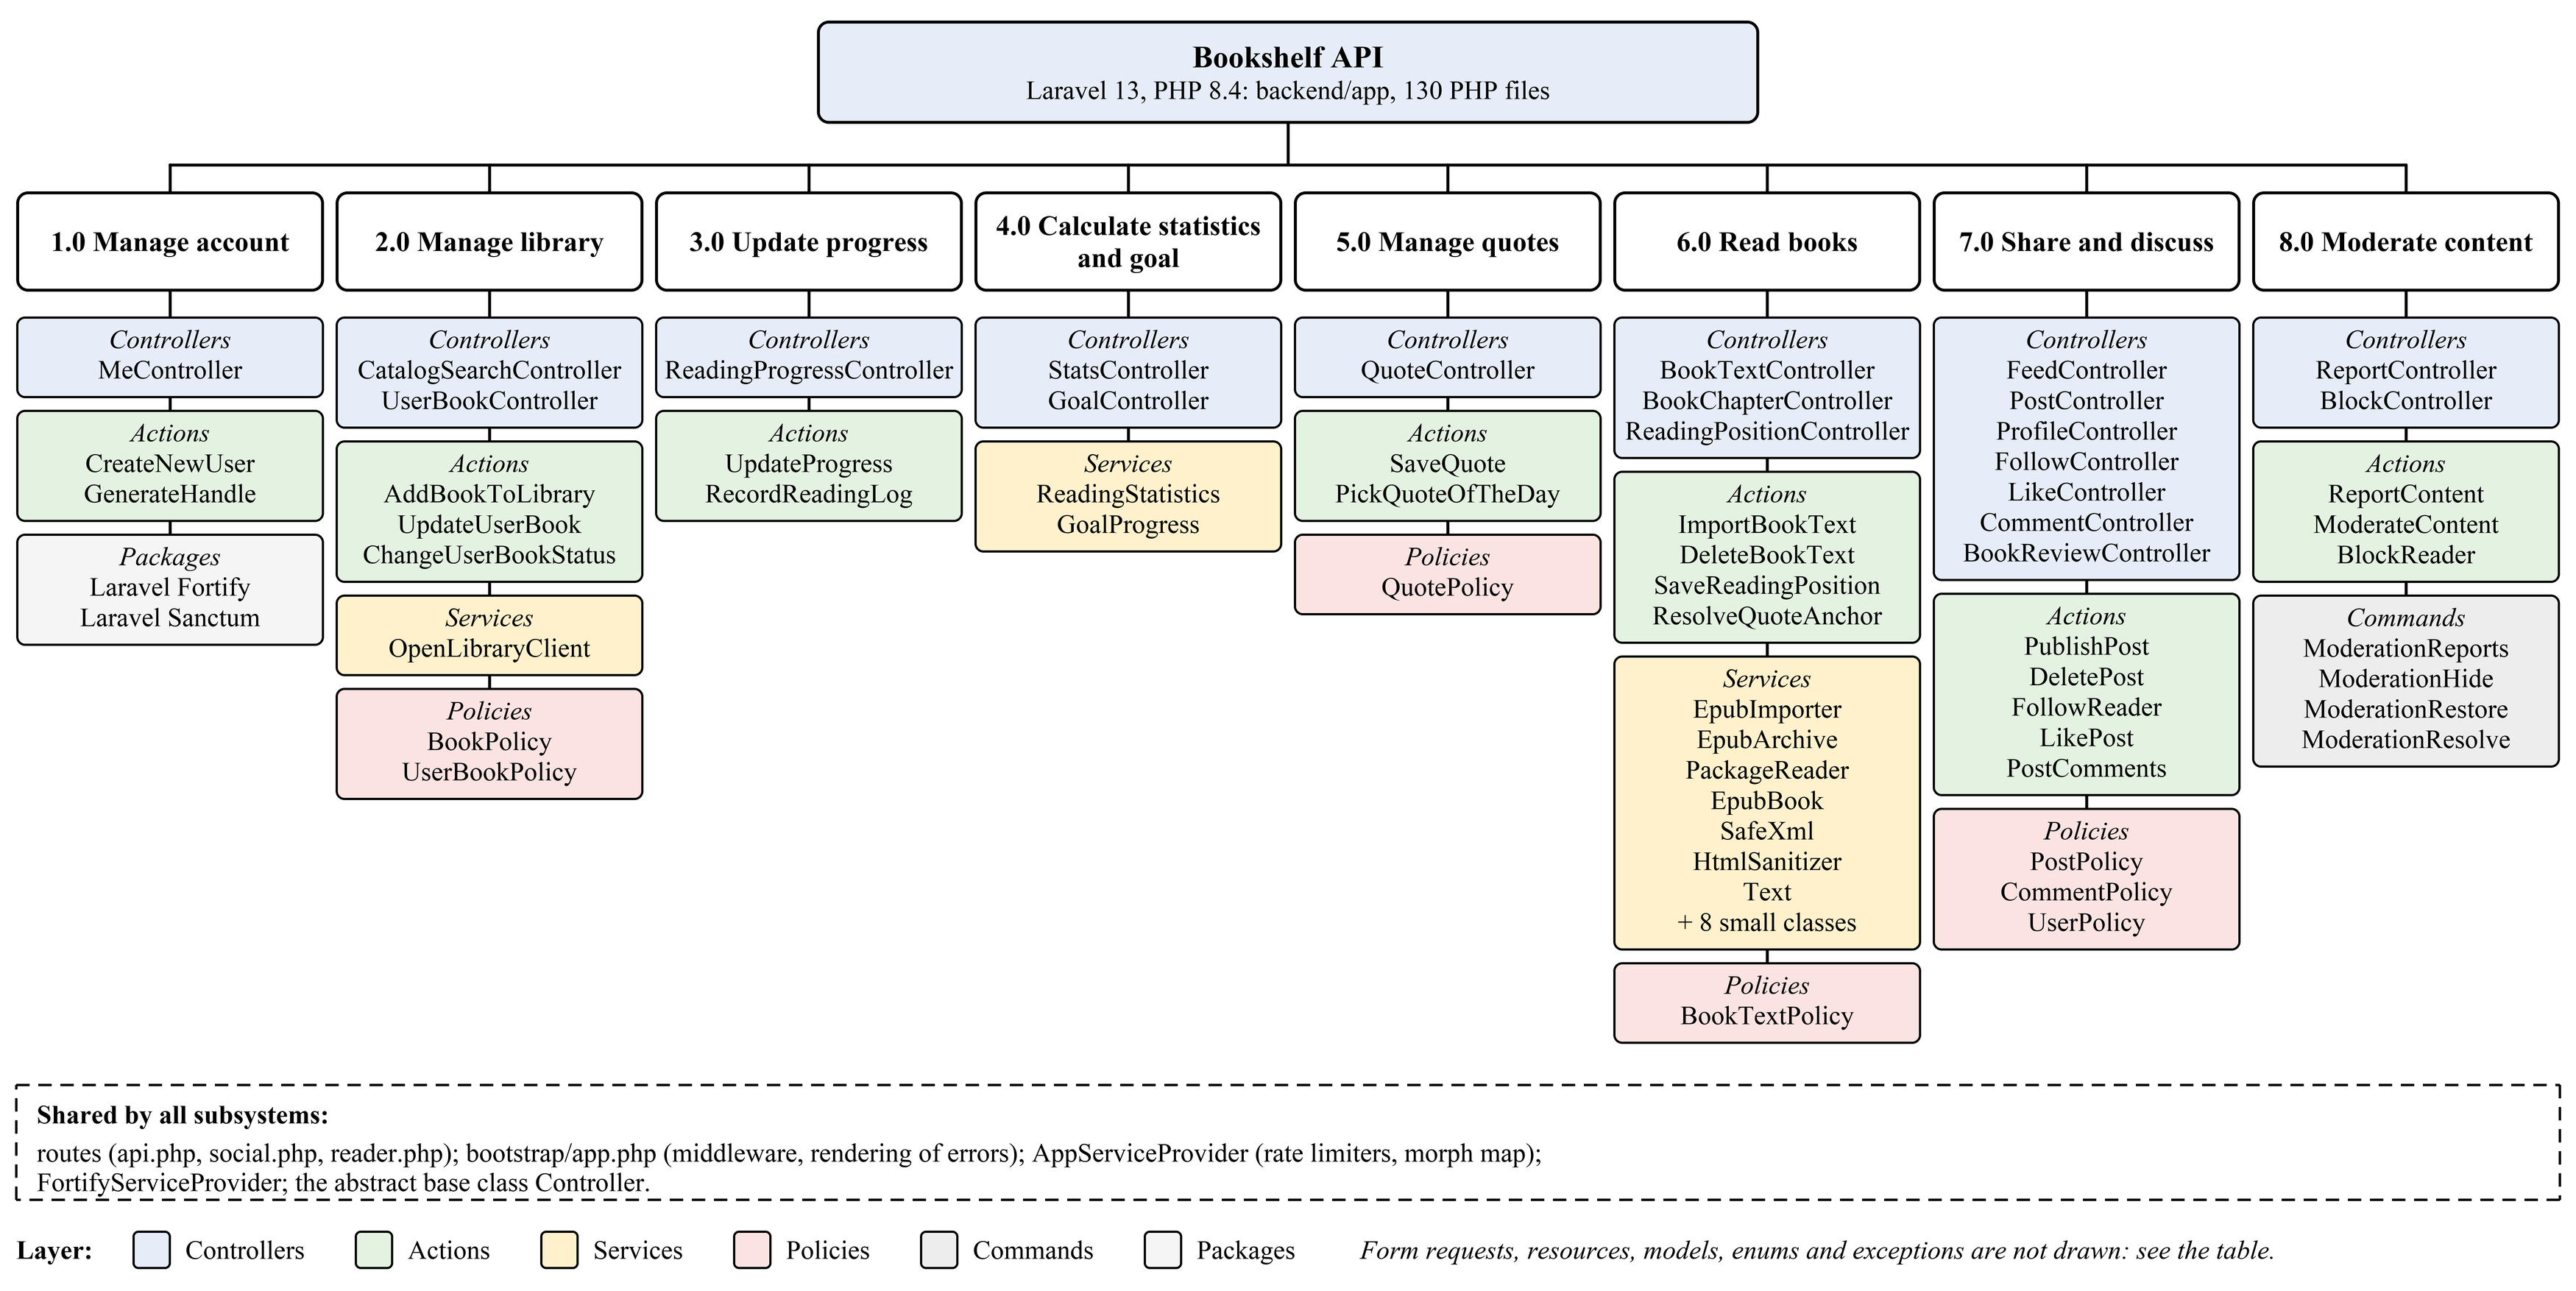 Bookshelf API
Laravel 13, PHP 8.4: backend/app, 130 PHP files
1.0 Manage account
Controllers
MeController
Actions
CreateNewUser
GenerateHandle
Packages
Laravel Fortify
Laravel Sanctum
2.0 Manage library
Controllers
CatalogSearchController
UserBookController
Actions
AddBookToLibrary
UpdateUserBook
ChangeUserBookStatus
Services
OpenLibraryClient
Policies
BookPolicy
UserBookPolicy
3.0 Update progress
Controllers
ReadingProgressController
Actions
UpdateProgress
RecordReadingLog
4.0 Calculate statistics
and goal
Controllers
StatsController
GoalController
Services
ReadingStatistics
GoalProgress
5.0 Manage quotes
Controllers
QuoteController
Actions
SaveQuote
PickQuoteOfTheDay
Policies
QuotePolicy
6.0 Read books
Controllers
BookTextController
BookChapterController
ReadingPositionController
Actions
ImportBookText
DeleteBookText
SaveReadingPosition
ResolveQuoteAnchor
Services
EpubImporter
EpubArchive
PackageReader
EpubBook
SafeXml
HtmlSanitizer
Text
+ 8 small classes
Policies
BookTextPolicy
7.0 Share and discuss
Controllers
FeedController
PostController
ProfileController
FollowController
LikeController
CommentController
BookReviewController
Actions
PublishPost
DeletePost
FollowReader
LikePost
PostComments
Policies
PostPolicy
CommentPolicy
UserPolicy
8.0 Moderate content
Controllers
ReportController
BlockController
Actions
ReportContent
ModerateContent
BlockReader
Commands
ModerationReports
ModerationHide
ModerationRestore
ModerationResolve
Shared by all subsystems:
routes (api.php, social.php, reader.php); bootstrap/app.php (middleware, rendering of errors); AppServiceProvider (rate limiters, morph map);
FortifyServiceProvider; the abstract base class Controller.
Layer: Controllers Actions Services Policies Commands Packages Form requests, resources, models, enums and exceptions are not drawn: see the table.